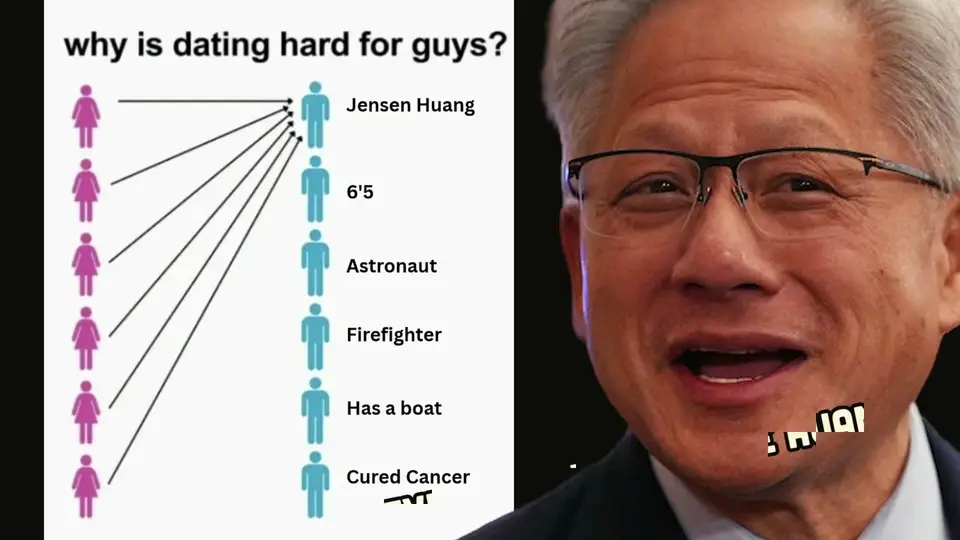 why is dating hard for guys?
Jensen Huang
6'5
Astronaut
Firefighter
Has a boat
Cured Cancer